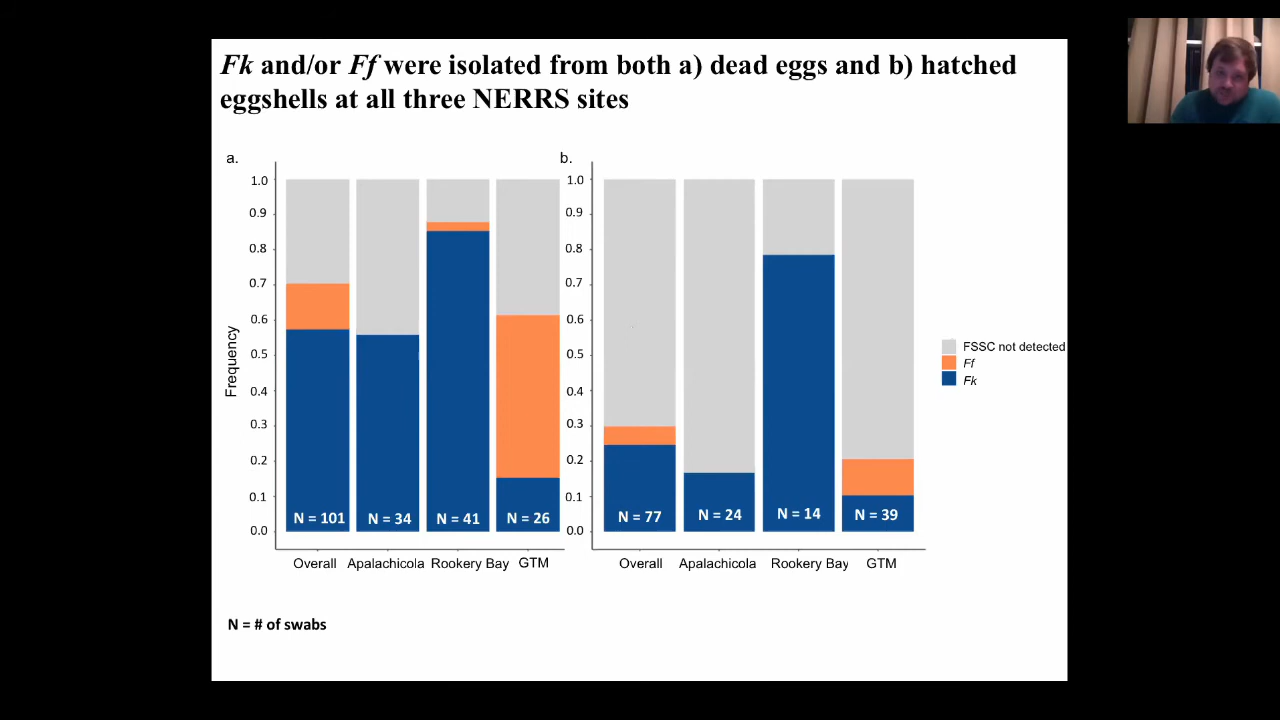 Fk and/or Ff were isolated from both a) dead eggs and b) hatched
eggshells at all three NERRS sites
a.
Frequency
1.0
0.9
0.8
0.7
0.6
0.5
0.4
0.3
0.2
0.1
0.0
N = 101
N = 34
N = 41
N = 26
Overall
Apalachicola
Rookery Bay
GTM
b.
1.0
0.9
0.8
0.7
0.6
0.5
0.4
0.3
0.2
0.1
0.0
N = 77
N = 24
N = 14
N = 39
Overall
Apalachicola
Rookery Bay
GTM
FSSC not detected
Ff
Fk
N = # of swabs